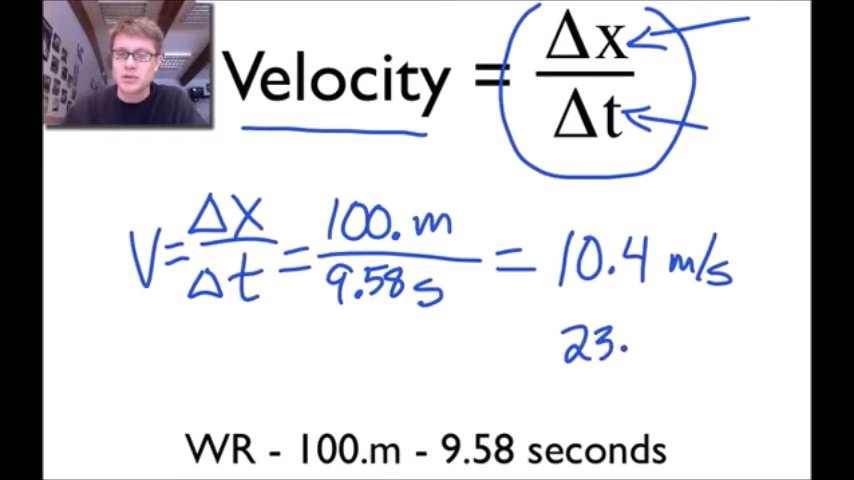 Velocity = Δx / Δt
V = Δx / Δt = 100. m / 9.58 s = 10.4 m/s
23.
WR - 100.m - 9.58 seconds